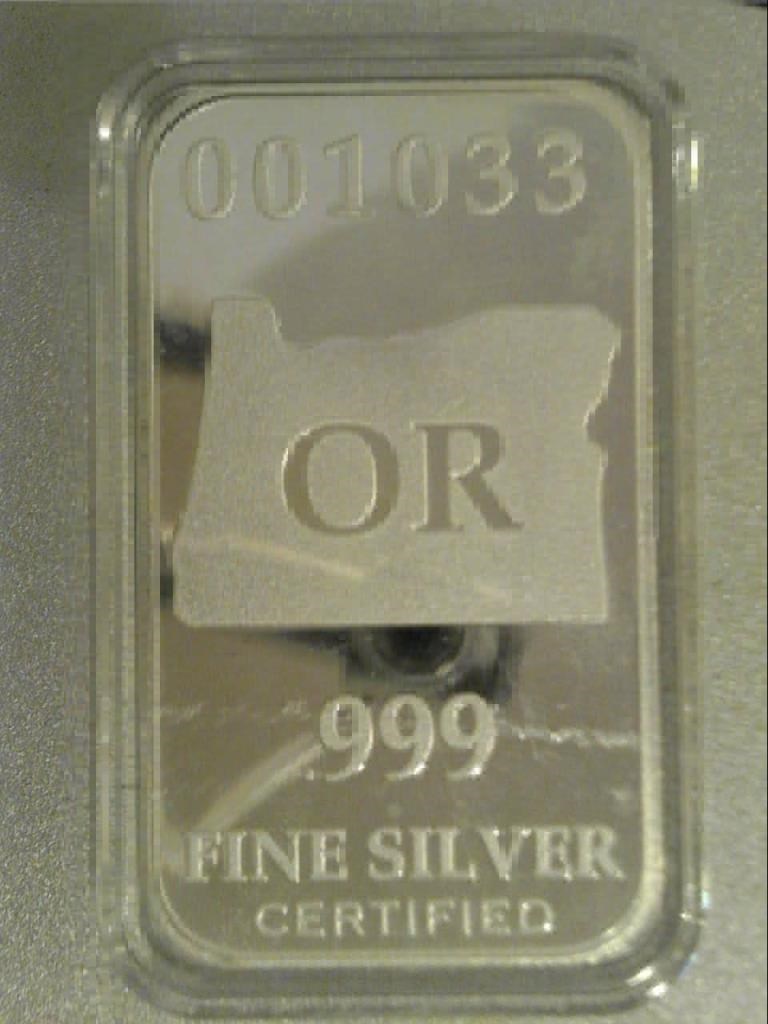 001033
OR
.999
FINE SILVER
CERTIFIED